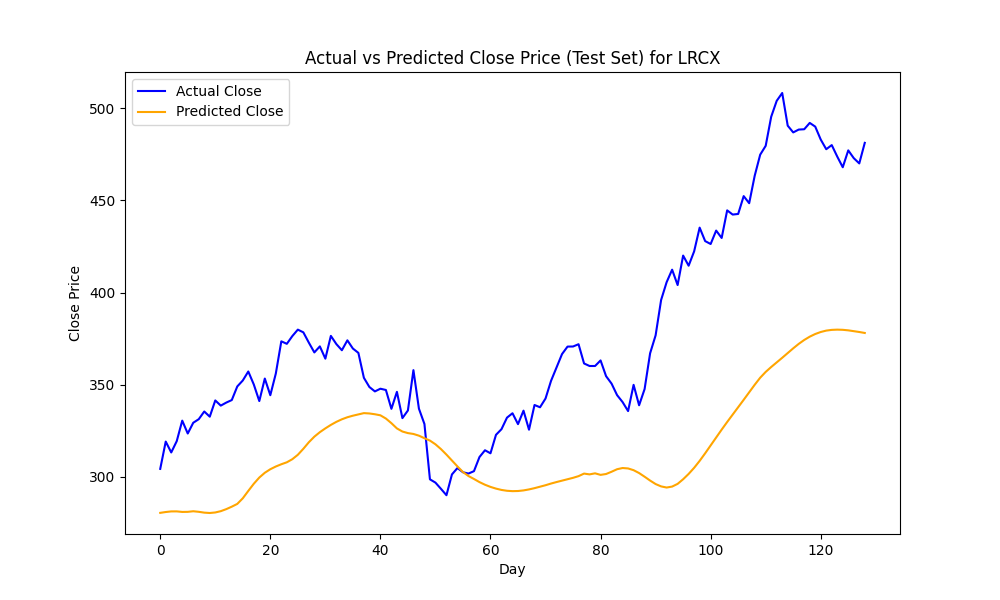 Actual vs Predicted Close Price (Test Set) for LRCX
Actual Close
Predicted Close
Close Price
500
450
400
350
300
0 20 40 60 80 100 120
Day